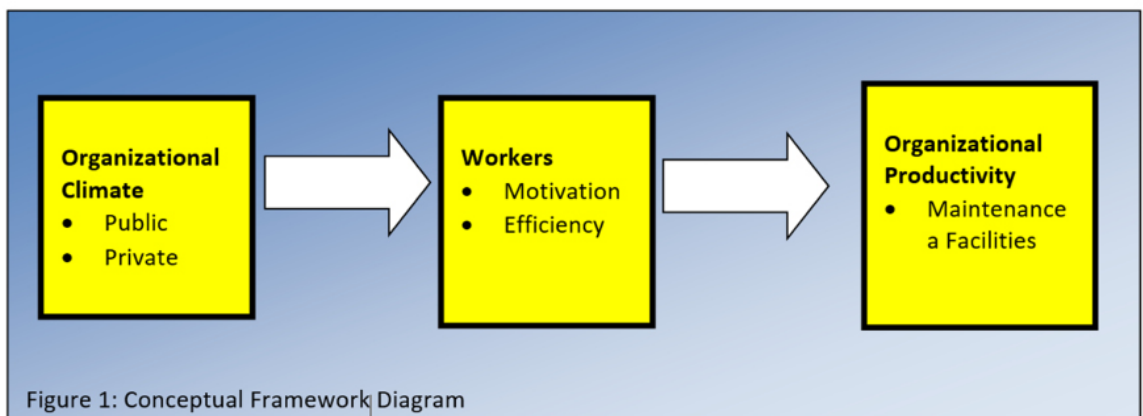 Organizational
Climate
• Public
• Private
Workers
• Motivation
• Efficiency
Organizational
Productivity
• Maintenance
a Facilities
Figure 1: Conceptual Framework Diagram